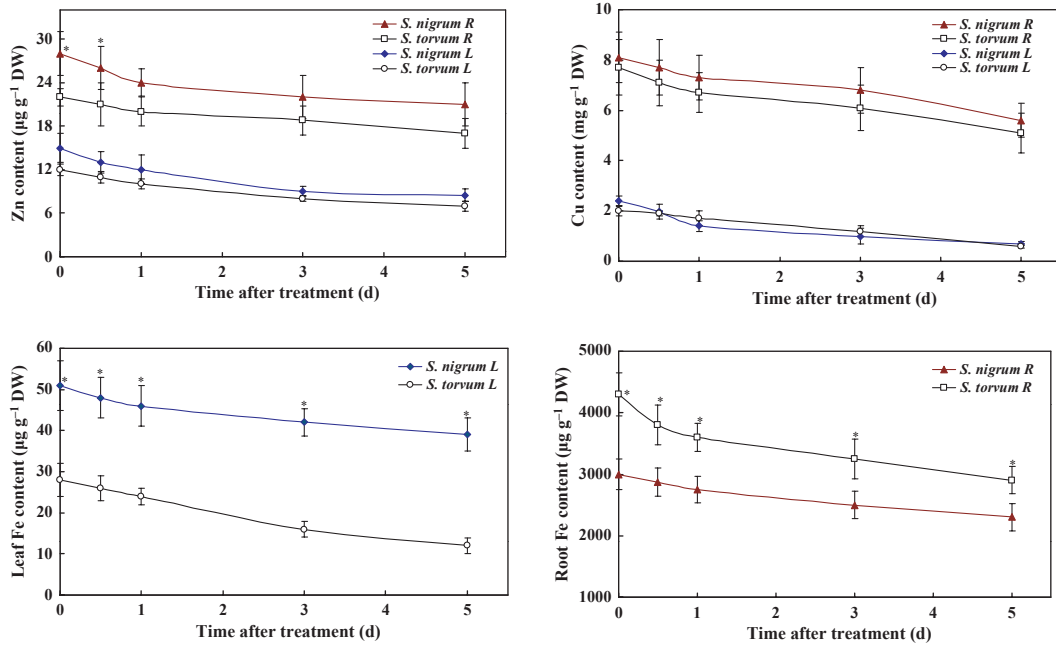 Zn content (µg g⁻¹ DW)
30
24
18
12
6
0
0 1 2 3 4 5
Time after treatment (d)
S. nigrum R
S. torvum R
S. nigrum L
S. torvum L
* *
Cu content (mg g⁻¹ DW)
10
8
6
4
2
0
0 1 2 3 4 5
Time after treatment (d)
S. nigrum R
S. torvum R
S. nigrum L
S. torvum L
Leaf Fe content (µg g⁻¹ DW)
60
50
40
30
20
10
0
0 1 2 3 4 5
Time after treatment (d)
S. nigrum L
S. torvum L
* * * * *
Root Fe content (µg g⁻¹ DW)
5000
4000
3000
2000
1000
0 1 2 3 4 5
Time after treatment (d)
S. nigrum R
S. torvum R
* * * * *